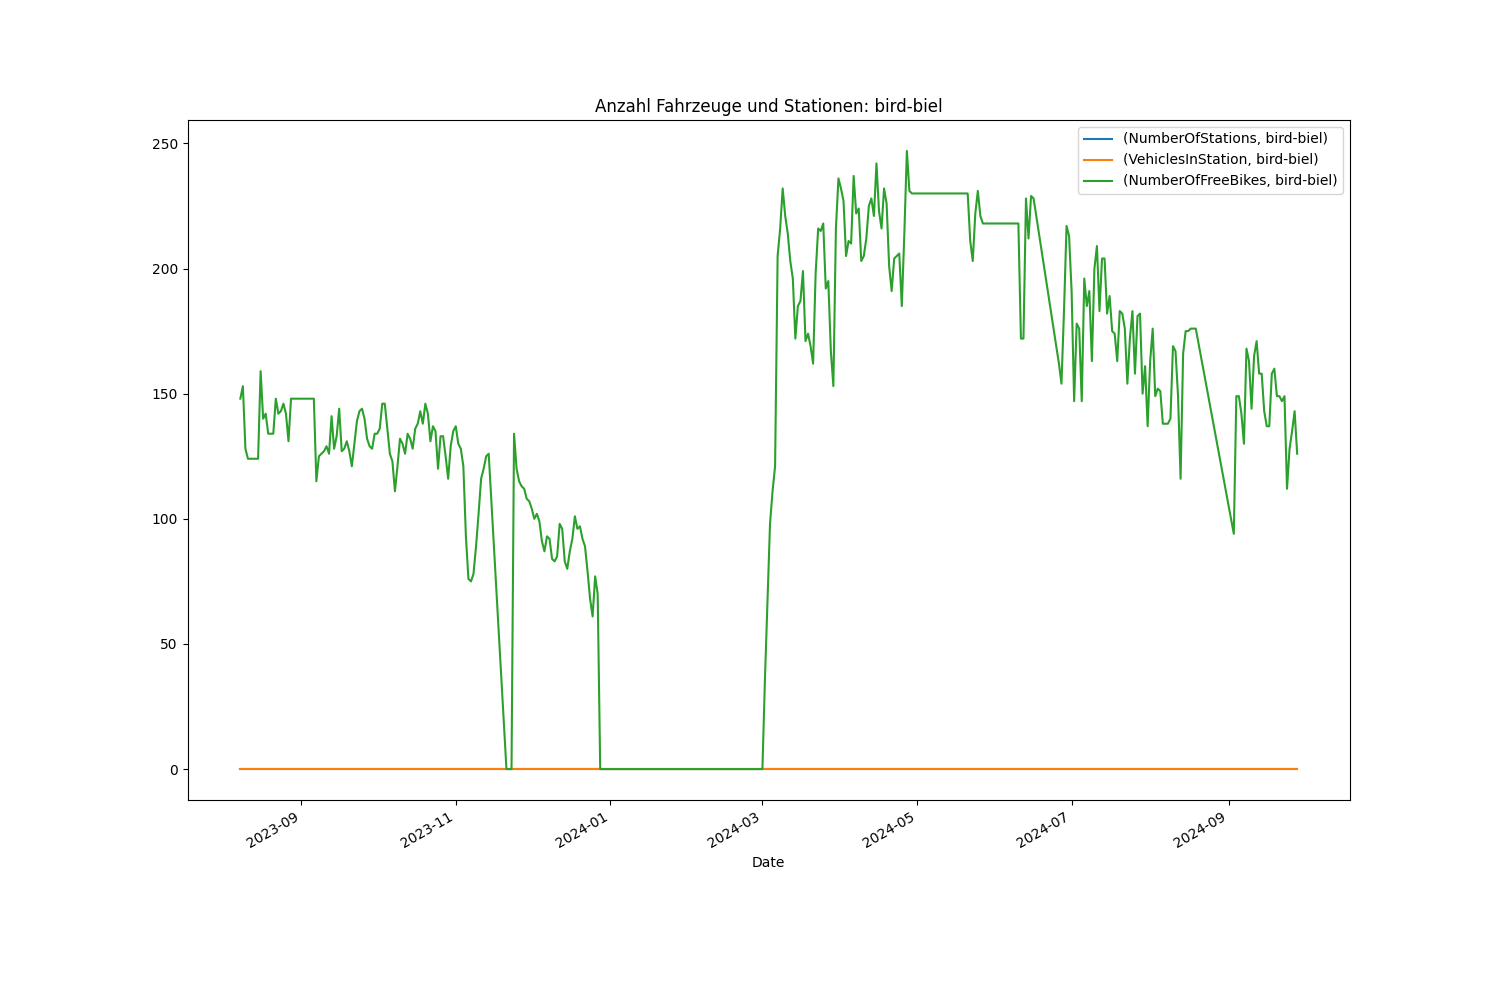 Anzahl Fahrzeuge und Stationen: bird-biel
(NumberOfStations, bird-biel)
(VehiclesInStation, bird-biel)
(NumberOfFreeBikes, bird-biel)
250
200
150
100
50
0
2023-09
2023-11
2024-01
2024-03
2024-05
2024-07
2024-09
Date